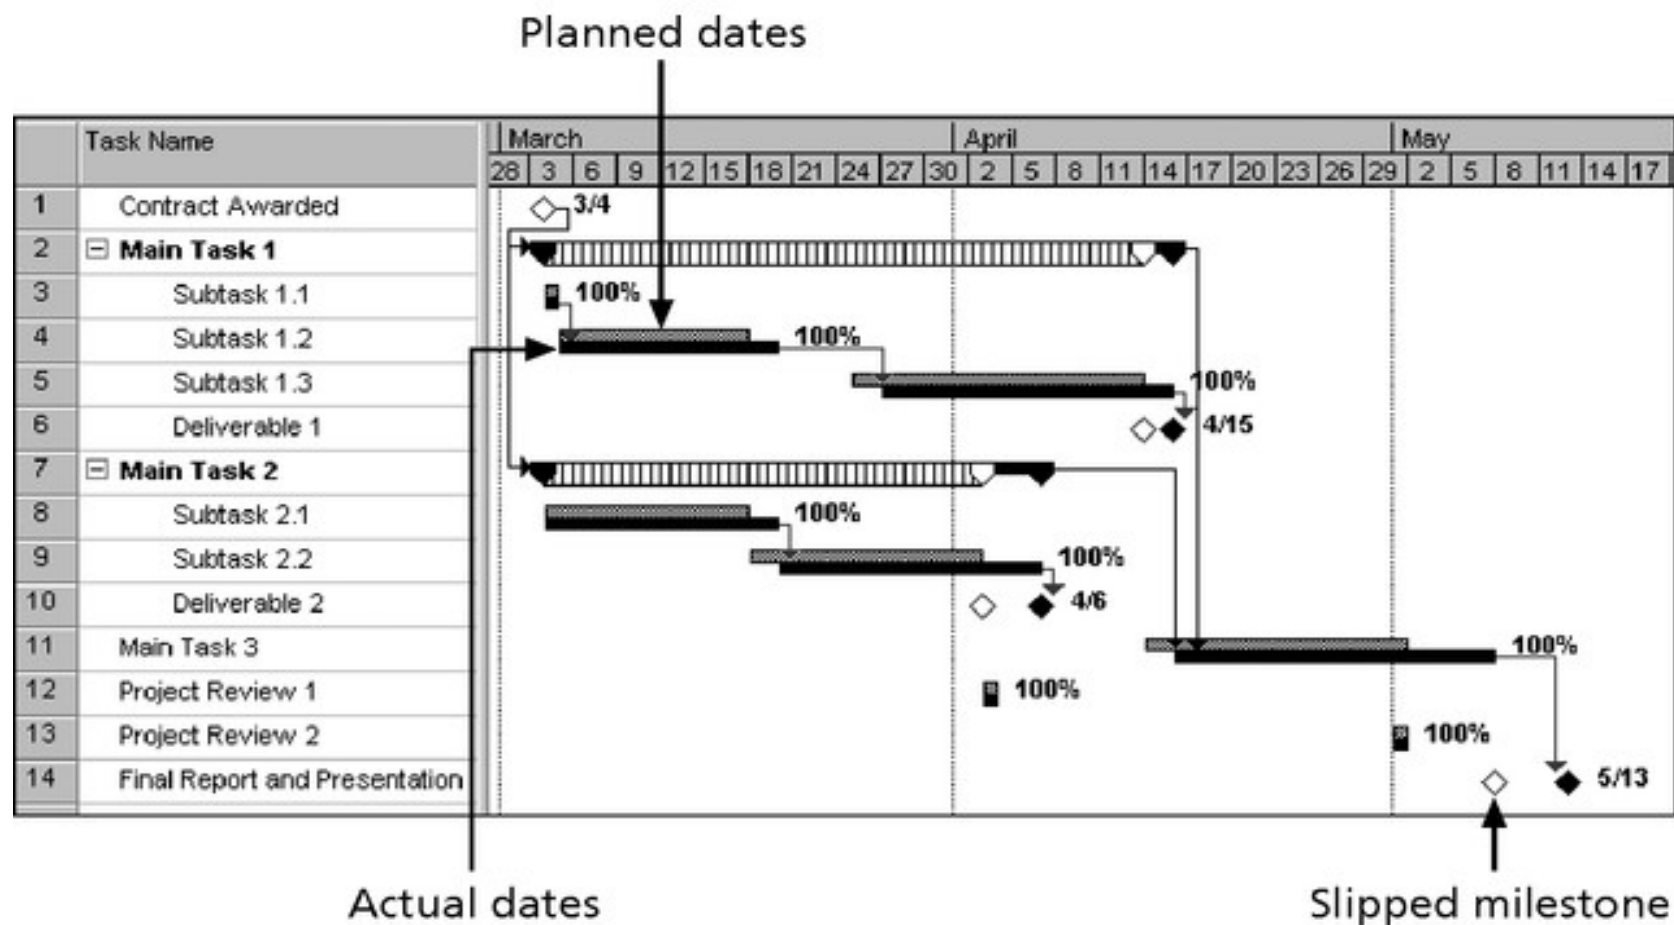 Planned dates
Task Name March April May
28 3 6 9 12 15 18 21 24 27 30 2 5 8 11 14 17 20 23 26 29 2 5 8 11 14 17
1 Contract Awarded 3/4
2 Main Task 1
3 Subtask 1.1 100%
4 Subtask 1.2 100%
5 Subtask 1.3 100%
6 Deliverable 1 4/15
7 Main Task 2
8 Subtask 2.1 100%
9 Subtask 2.2 100%
10 Deliverable 2 4/6
11 Main Task 3 100%
12 Project Review 1 100%
13 Project Review 2 100%
14 Final Report and Presentation 5/13
Actual dates Slipped milestone